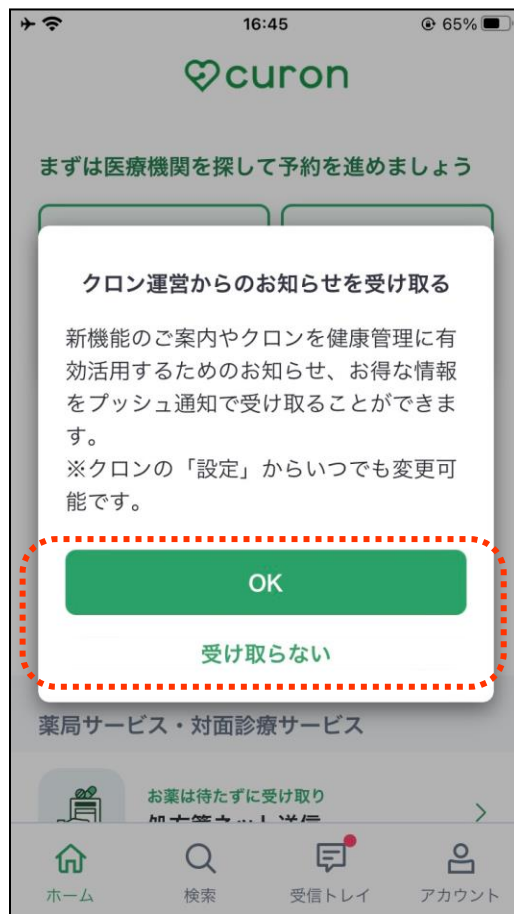 16:45
65%
curon
まずは医療機関を探して予約を進めましょう
クロン運営からのお知らせを受け取る
新機能のご案内やクロンを健康管理に有
効活用するためのお知らせ、お得な情報
をプッシュ通知で受け取ることができま
す。
※クロンの「設定」からいつでも変更可
能です。
OK
受け取らない
薬局サービス・対面診療サービス
お薬は待たずに受け取り
処方箋ネット送信
ホーム
検索
受信トレイ
アカウント